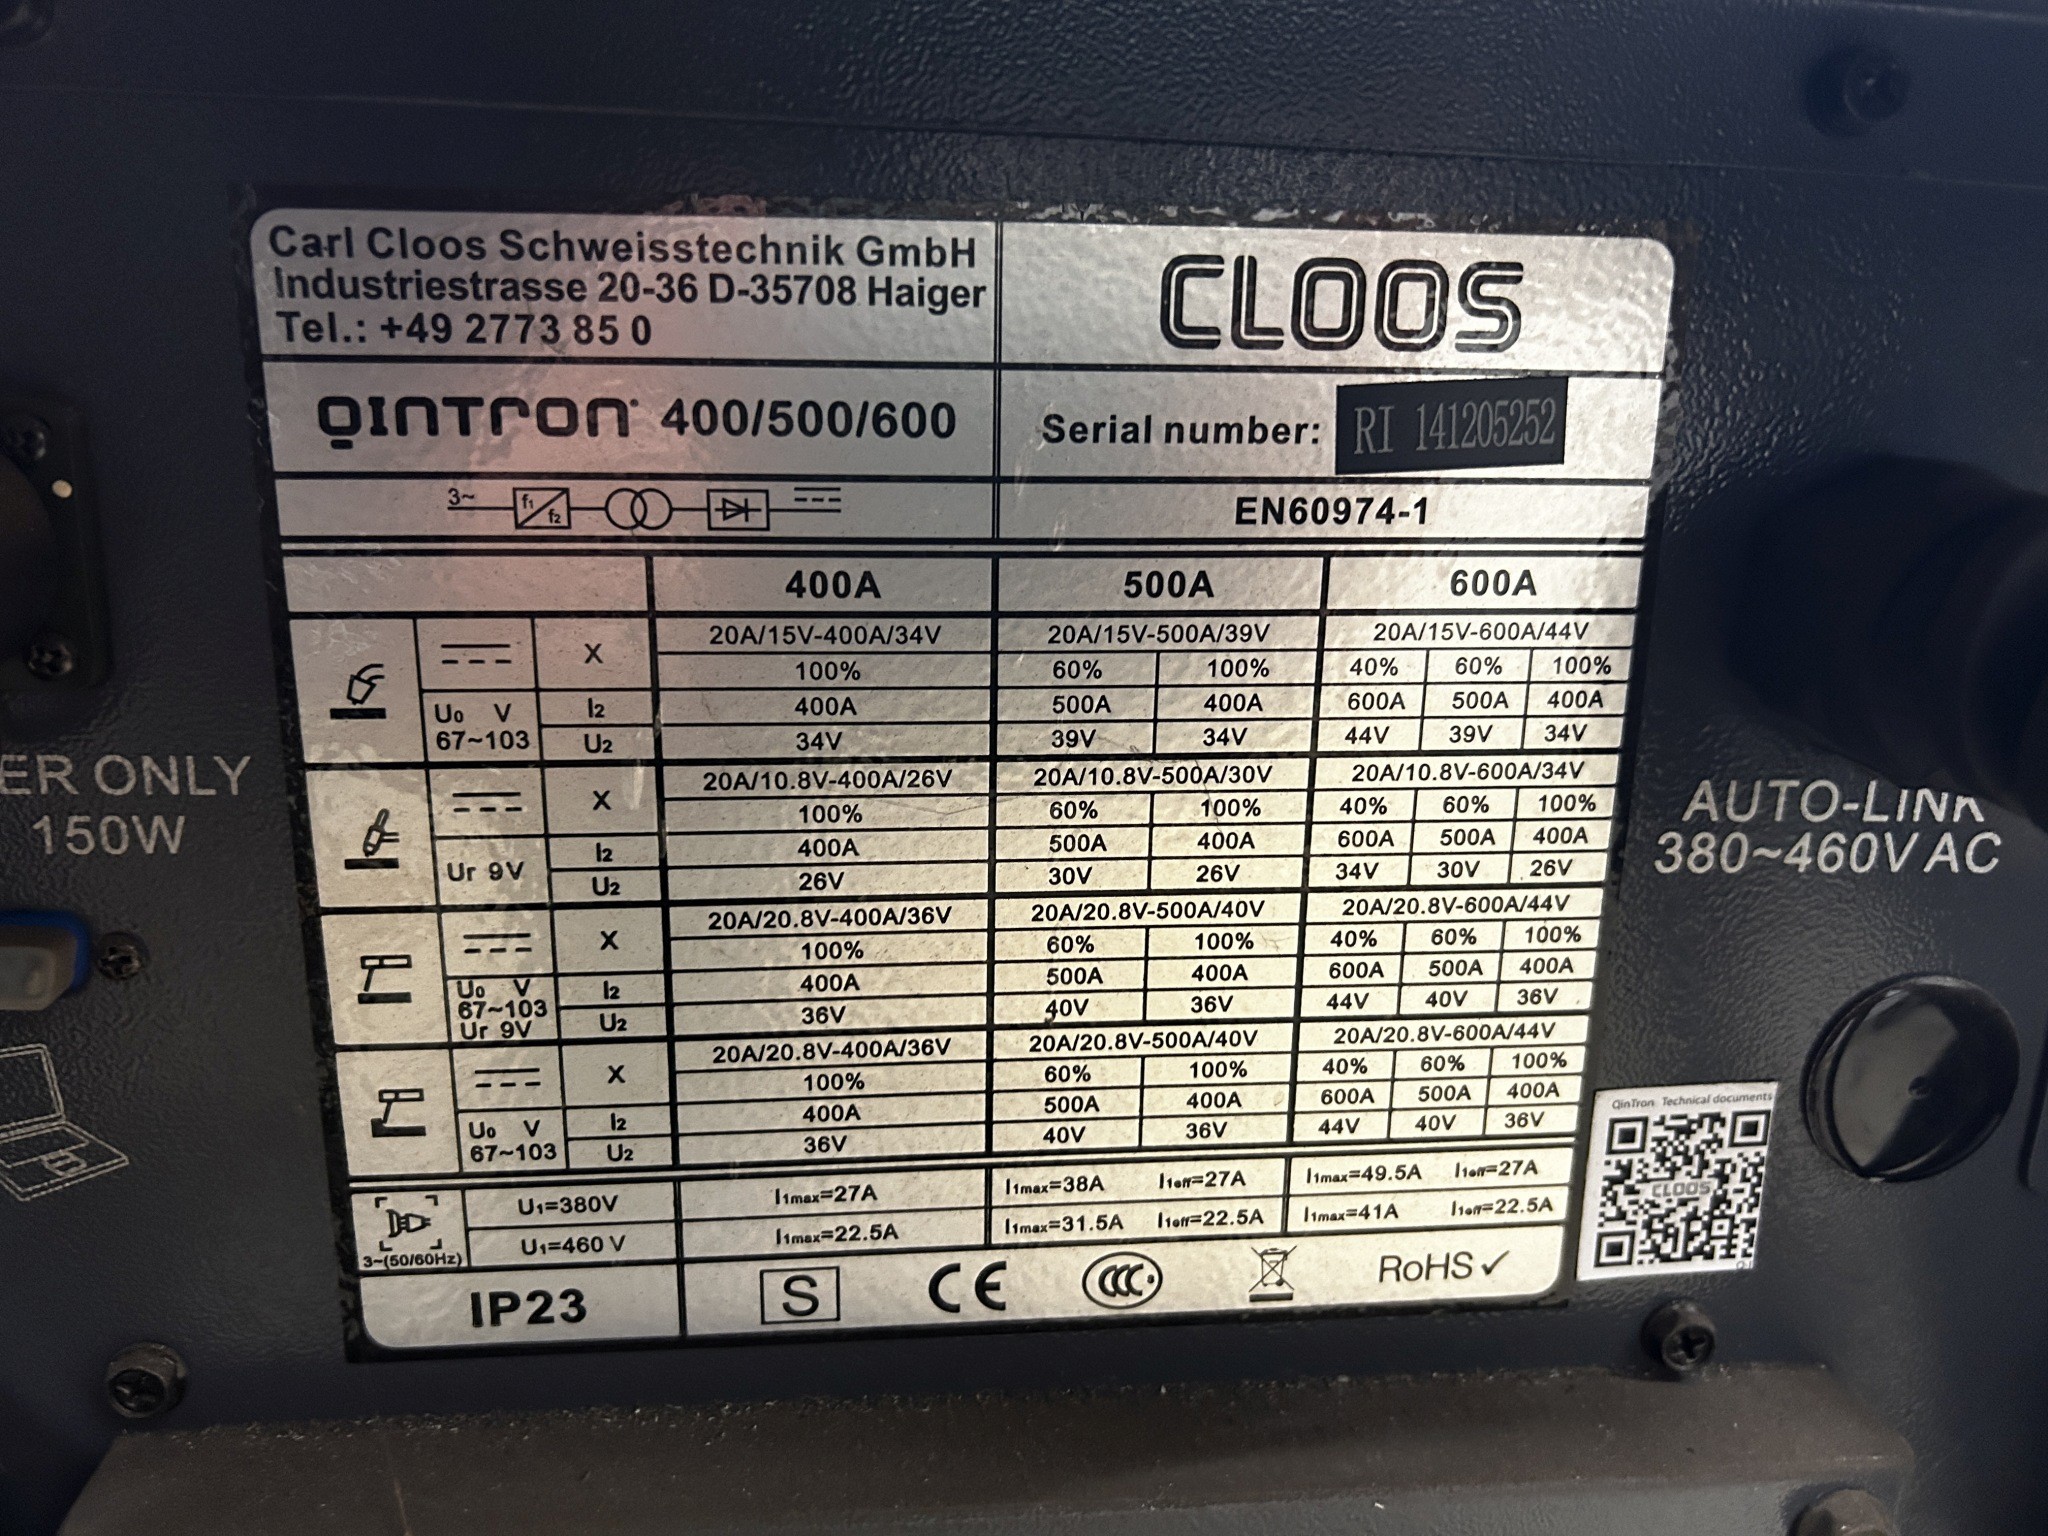 Carl Cloos Schweisstechnik GmbH
Industriestrasse 20-36 D-35708 Haiger
Tel.: +49 2773 85 0
CLOOS
QINTRON 400/500/600
Serial number: RI 141205252
3~ f1 f2
EN60974-1
400A 500A 600A
20A/15V-400A/34V 20A/15V-500A/39V 20A/15V-600A/44V
X 100% 60% 100% 40% 60% 100%
U0 V I2 400A 500A 400A 600A 500A 400A
67~103 U2 34V 39V 34V 44V 39V 34V
20A/10.8V-400A/26V 20A/10.8V-500A/30V 20A/10.8V-600A/34V
X 100% 60% 100% 40% 60% 100%
I2 400A 500A 400A 600A 500A 400A
Ur 9V U2 26V 30V 26V 34V 30V 26V
20A/20.8V-400A/36V 20A/20.8V-500A/40V 20A/20.8V-600A/44V
X 100% 60% 100% 40% 60% 100%
U0 V I2 400A 500A 400A 600A 500A 400A
67~103 U2 36V 40V 36V 44V 40V 36V
Ur 9V
20A/20.8V-400A/36V 20A/20.8V-500A/40V 20A/20.8V-600A/44V
X 100% 60% 100% 40% 60% 100%
U0 V I2 400A 500A 400A 600A 500A 400A
67~103 U2 36V 40V 36V 44V 40V 36V
U1=380V I1max=27A I1max=38A I1eff=27A I1max=49.5A I1eff=27A
3~(50/60Hz) U1=460 V I1max=22.5A I1max=31.5A I1eff=22.5A I1max=41A I1eff=22.5A
IP23 S CE CCC RoHS✓
ER ONLY
150W
AUTO-LINK
380~460V AC
QinTron Technical documents
CLOOS